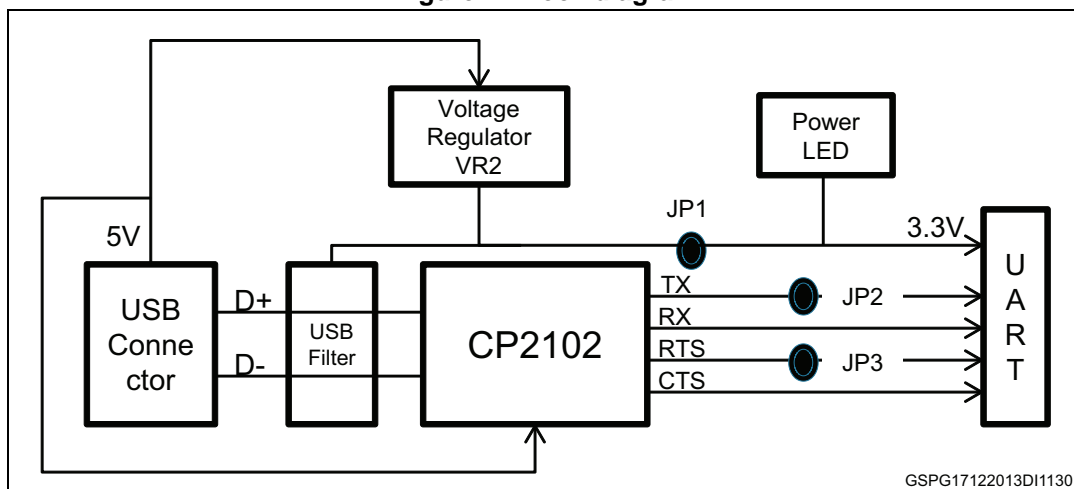 Voltage
Regulator
VR2
Power
LED
JP1
5V
3.3V
USB
Conne
ctor
D+
D-
USB
Filter
CP2102
TX
RX
RTS
CTS
JP2
JP3
U
A
R
T
GSPG17122013DI1130